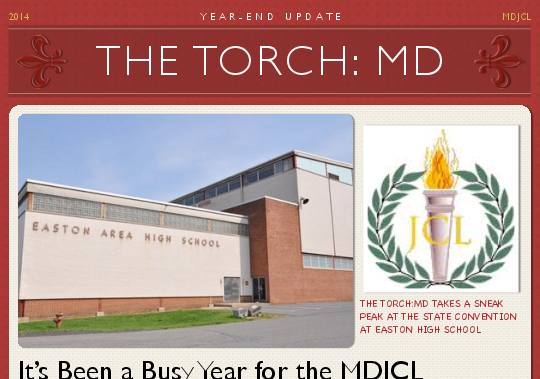 2014 YEAR-END UPDATE MDJCL
THE TORCH: MD
EASTON AREA HIGH SCHOOL
JCL
THE TORCH:MD TAKES A SNEAK
PEAK AT THE STATE CONVENTION
AT EASTON HIGH SCHOOL
It's Been a Busy Year for the MDJCL